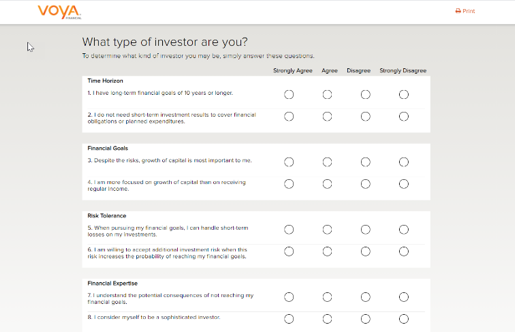 VOYA
FINANCIAL
Print
What type of investor are you?
To determine what kind of investor you may be, simply answer these questions.
Strongly Agree Agree Disagree Strongly Disagree
Time Horizon
1. I have long-term financial goals of 10 years or longer.
2. I do not need short-term investment results to cover financial
obligations or planned expenditures.
Financial Goals
3. Despite the risks, growth of capital is most important to me.
4. I am more focused on growth of capital than on receiving
regular income.
Risk Tolerance
5. When pursuing my financial goals, I can handle short-term
losses on my investments.
6. I am willing to accept additional investment risk when this
risk increases the probability of reaching my financial goals.
Financial Expertise
7. I understand the potential consequences of not reaching my
financial goals.
8. I consider myself to be a sophisticated investor.